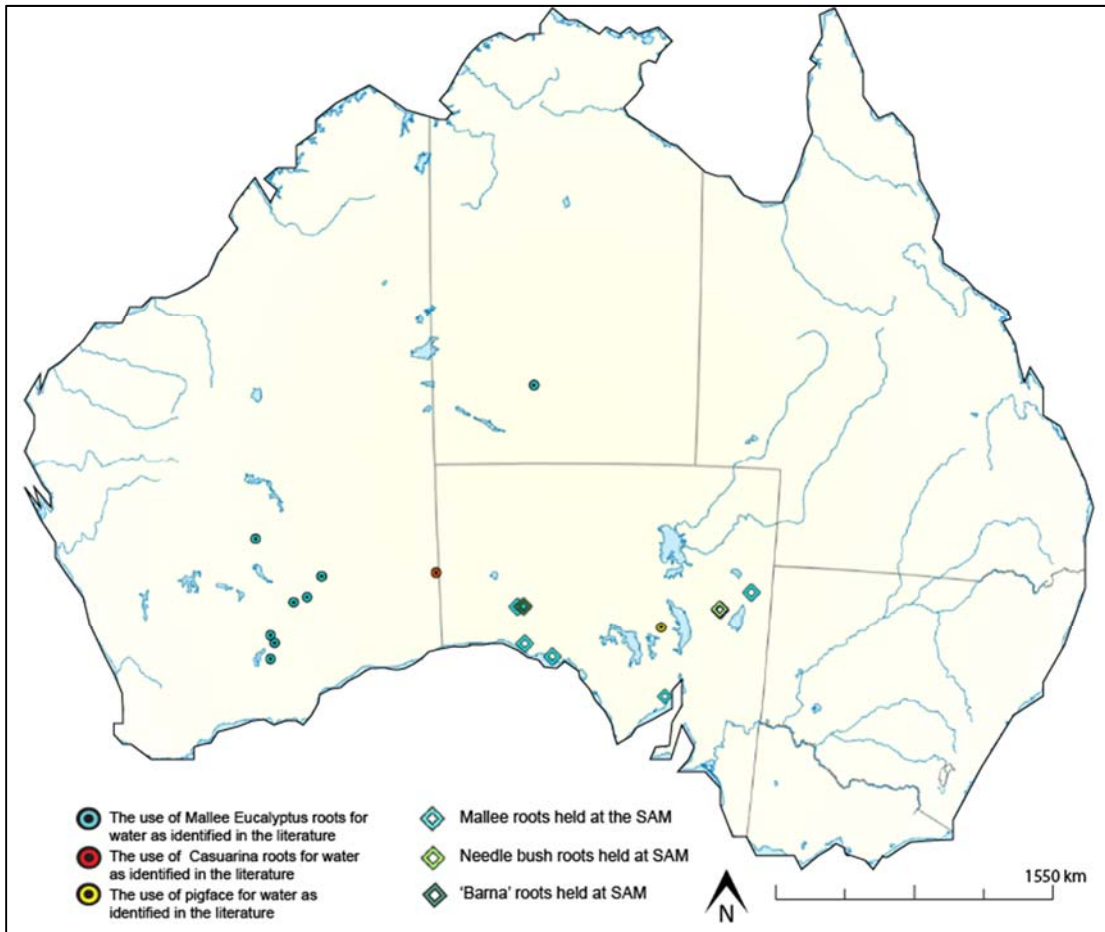 The use of Mallee Eucalyptus roots for
water as identified in the literature
The use of Casuarina roots for water
as identified in the literature
The use of pigface for water as
identified in the literature
Mallee roots held at the SAM
Needle bush roots held at SAM
'Barna' roots held at SAM
N
1550 km